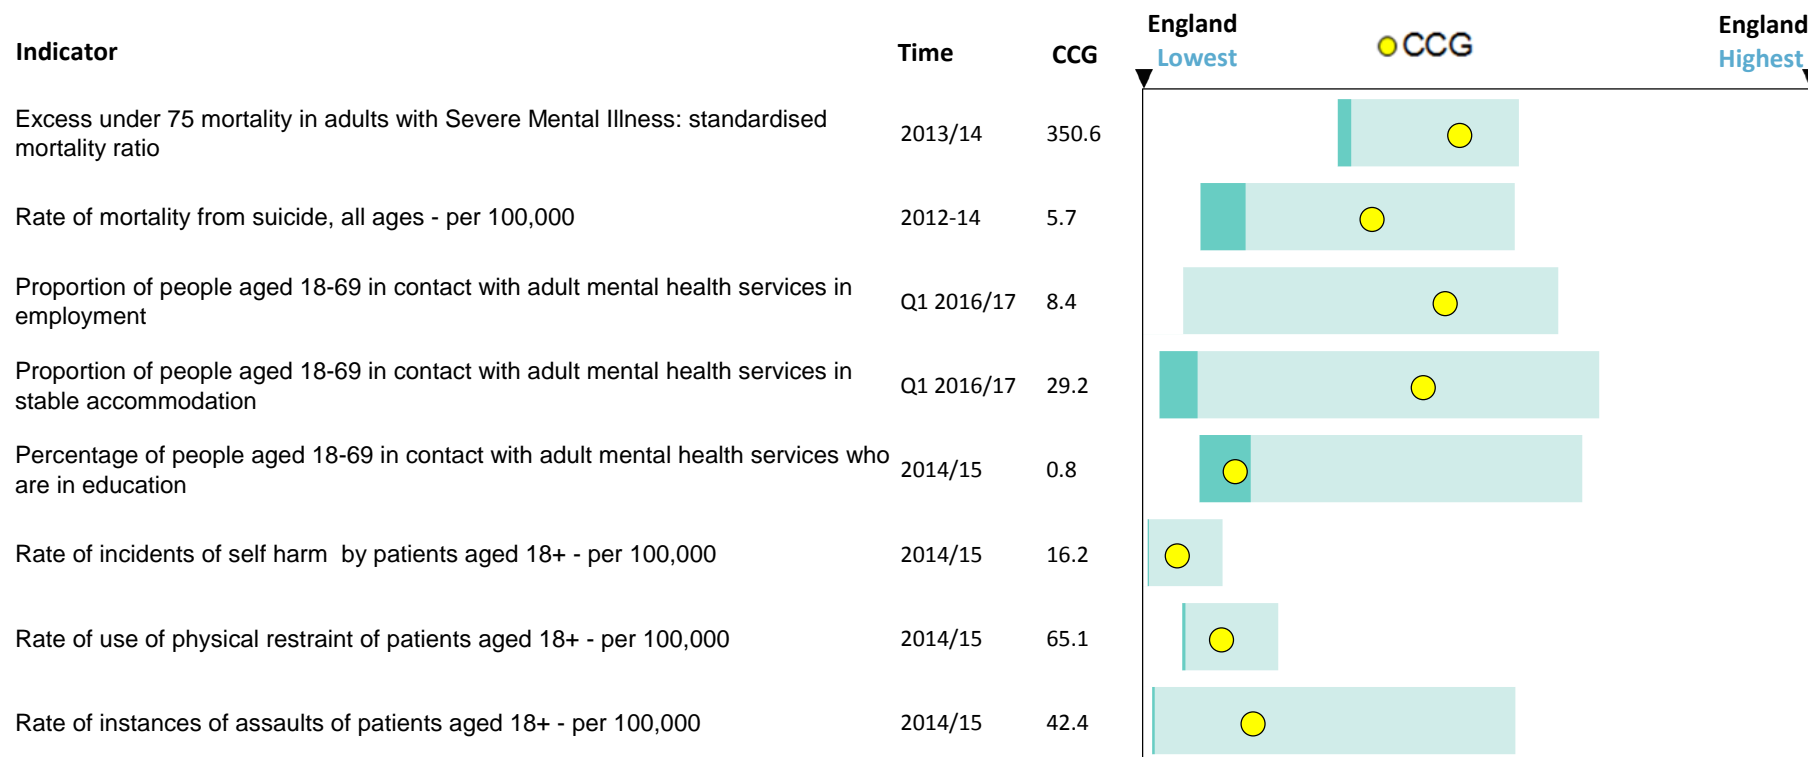 Indicator Time CCG England Lowest CCG England Highest
Excess under 75 mortality in adults with Severe Mental Illness: standardised
mortality ratio
2013/14 350.6
Rate of mortality from suicide, all ages - per 100,000 2012-14 5.7
Proportion of people aged 18-69 in contact with adult mental health services in
employment
Q1 2016/17 8.4
Proportion of people aged 18-69 in contact with adult mental health services in
stable accommodation
Q1 2016/17 29.2
Percentage of people aged 18-69 in contact with adult mental health services who
are in education
2014/15 0.8
Rate of incidents of self harm  by patients aged 18+ - per 100,000 2014/15 16.2
Rate of use of physical restraint of patients aged 18+ - per 100,000 2014/15 65.1
Rate of instances of assaults of patients aged 18+ - per 100,000 2014/15 42.4